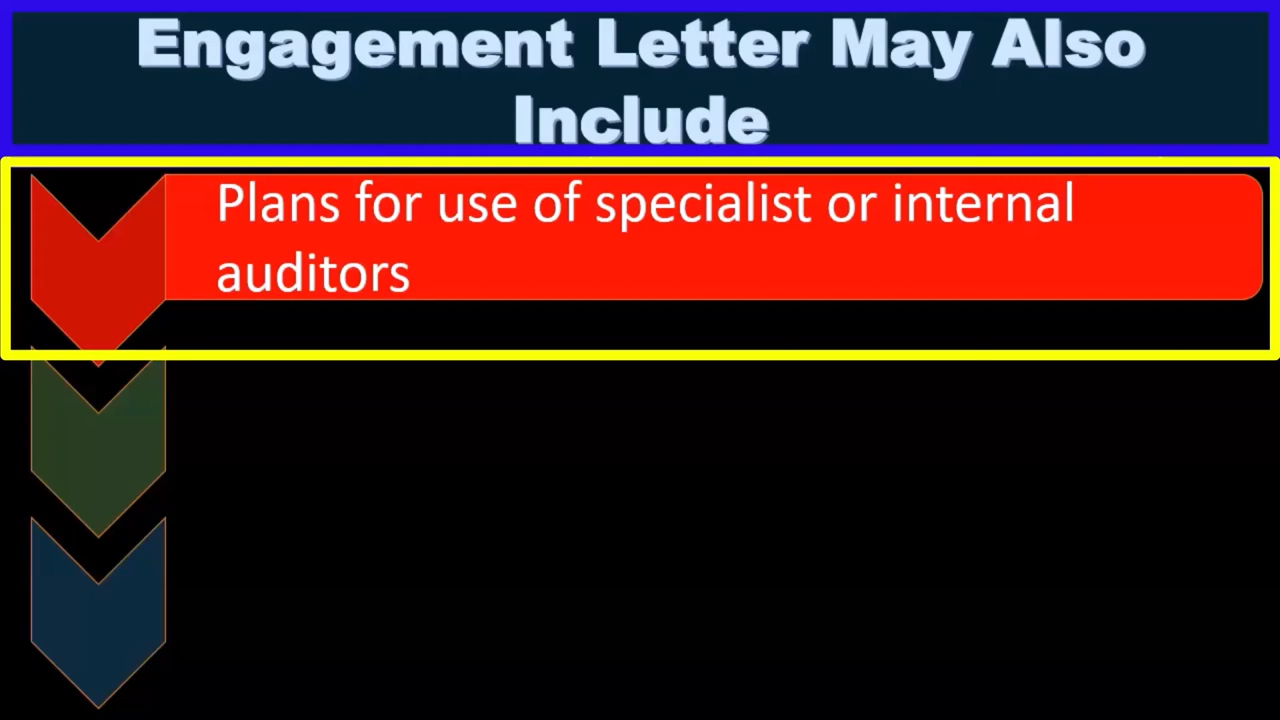 Engagement Letter May Also
Include
Plans for use of specialist or internal
auditors